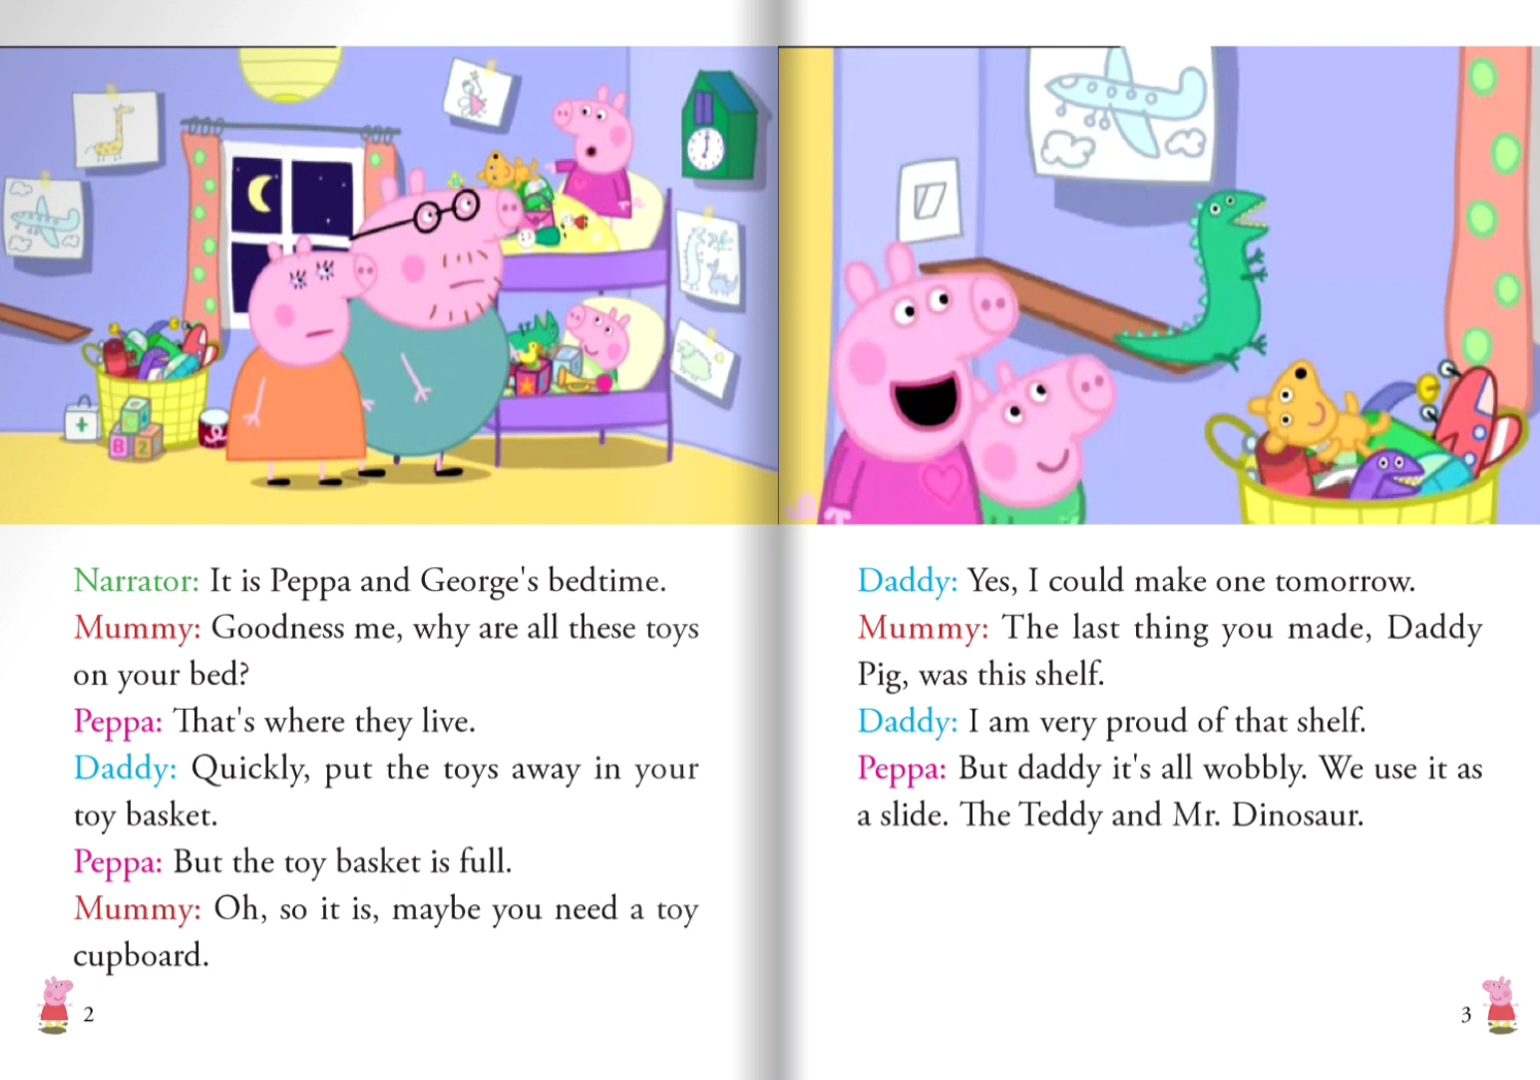 Narrator: It is Peppa and George's bedtime.
Mummy: Goodness me, why are all these toys
on your bed?
Peppa: That's where they live.
Daddy: Quickly, put the toys away in your
toy basket.
Peppa: But the toy basket is full.
Mummy: Oh, so it is, maybe you need a toy
cupboard.
2
Daddy: Yes, I could make one tomorrow.
Mummy: The last thing you made, Daddy
Pig, was this shelf.
Daddy: I am very proud of that shelf.
Peppa: But daddy it's all wobbly. We use it as
a slide. The Teddy and Mr. Dinosaur.
3